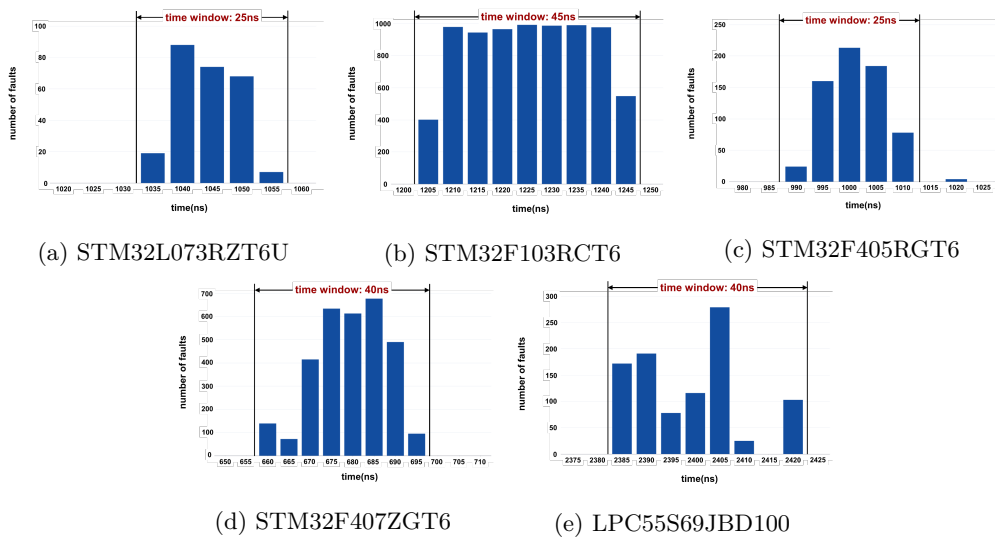 time window: 25ns
100
80
60
40
20
0
number of faults
1020 1025 1030 1035 1040 1045 1050 1055 1060
time(ns)
(a) STM32L073RZT6U
time window: 45ns
1000
800
600
400
200
0
number of faults
1200 1205 1210 1215 1220 1225 1230 1235 1240 1245 1250
time(ns)
(b) STM32F103RCT6
time window: 25ns
250
200
150
100
50
0
number of faults
980 985 990 995 1000 1005 1010 1015 1020 1025
time(ns)
(c) STM32F405RGT6
time window: 40ns
700
600
500
400
300
200
100
0
number of faults
650 655 660 665 670 675 680 685 690 695 700 705 710
time(ns)
(d) STM32F407ZGT6
time window: 40ns
300
250
200
150
100
50
0
number of faults
2375 2380 2385 2390 2395 2400 2405 2410 2415 2420 2425
time(ns)
(e) LPC55S69JBD100